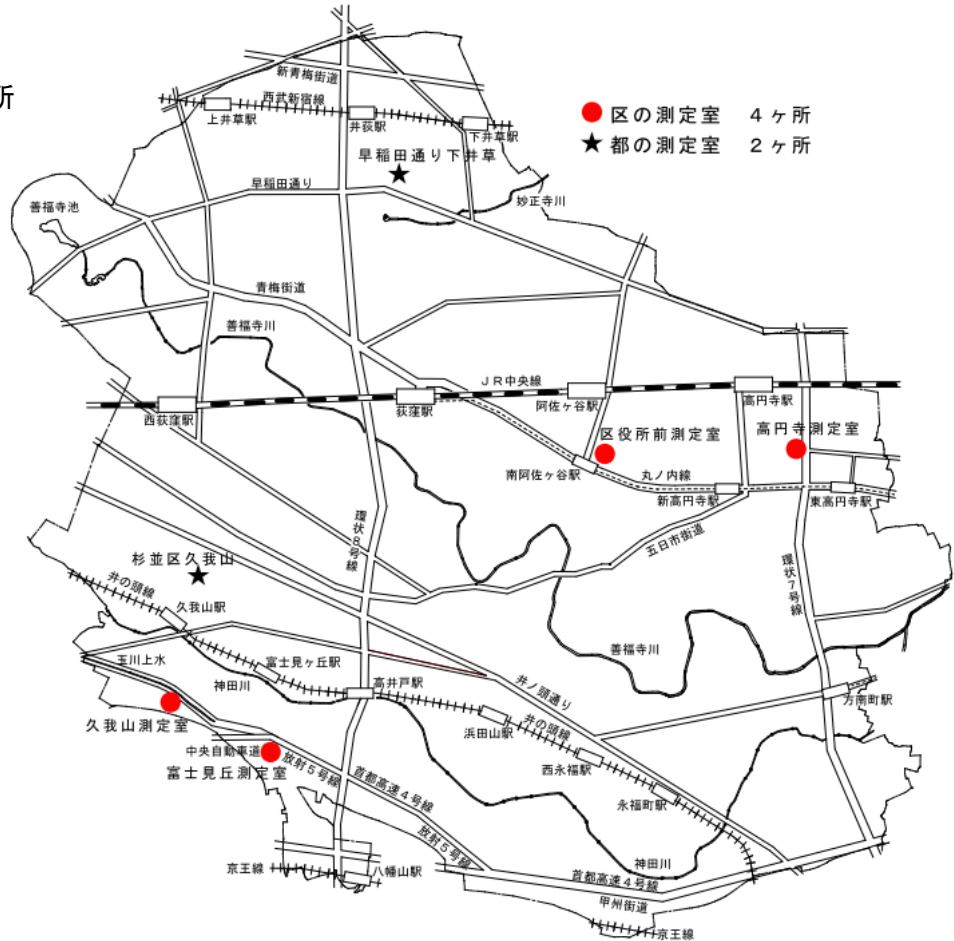 所
新青梅街道
西武新宿線
上井草駅
井荻駅
下井草駅
● 区の測定室 4ヶ所
★ 都の測定室 2ヶ所
早稲田通り下井草
早稲田通り
妙正寺川
善福寺池
青梅街道
善福寺川
JR中央線
西荻窪駅
荻窪駅
阿佐ヶ谷駅
高円寺駅
区役所前測定室
高円寺測定室
南阿佐ヶ谷駅
丸ノ内線
新高円寺駅
東高円寺駅
環状8号線
五日市街道
環状7号線
杉並区久我山
井の頭線
久我山駅
玉川上水
富士見ヶ丘駅
神田川
高井戸駅
善福寺川
井ノ頭通り
方南町駅
久我山測定室
浜田山駅
井の頭線
中央自動車道
富士見丘測定室
放射5号線
首都高速4号線
西永福駅
永福町駅
放射5号線
神田川
京王線
八幡山駅
首都高速4号線
甲州街道
京王線